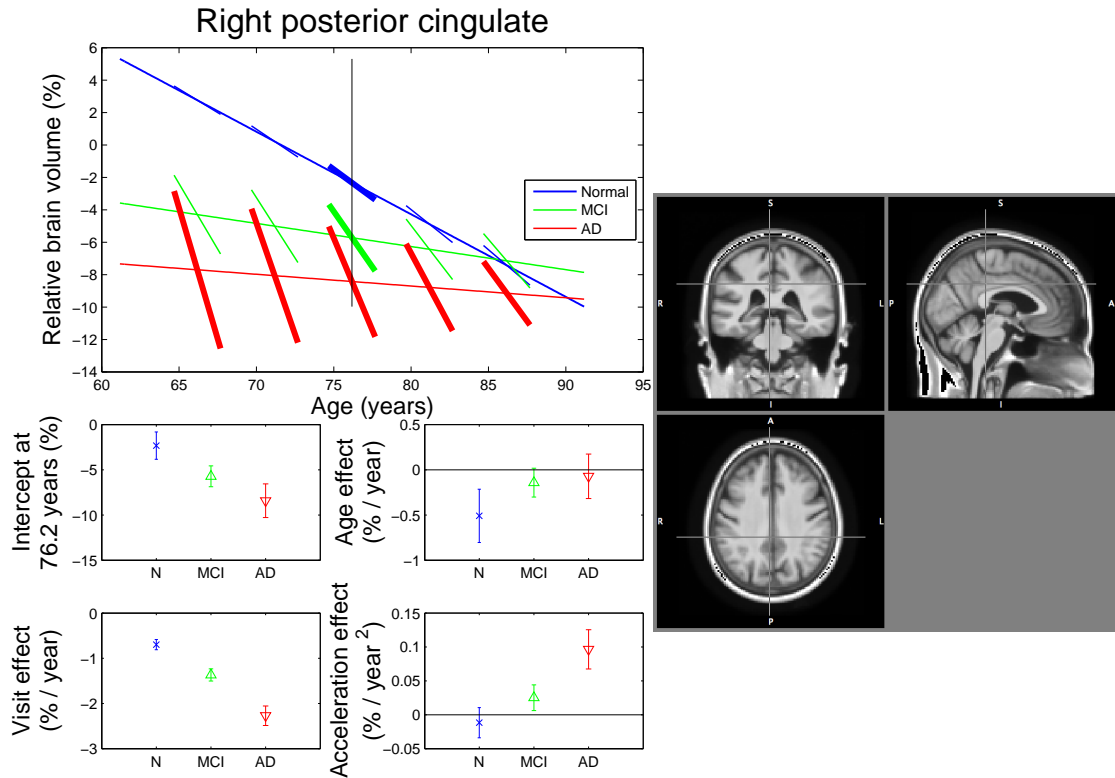 Right posterior cingulate
Relative brain volume (%)
6
4
2
0
−2
−4
−6
−8
−10
−12
−14
60
65
70
75
80
85
90
95
Age (years)
Normal
MCI
AD
Intercept at
76.2 years (%)
0
−5
−10
−15
N
MCI
AD
Age effect
(% / year)
0.5
0
−0.5
−1
N
MCI
AD
Visit effect
(% / year)
0
−1
−2
−3
N
MCI
AD
Acceleration effect
(% / year 2)
0.15
0.1
0.05
0
−0.05
N
MCI
AD
S
R
L
I
S
P
A
I
A
R
L
P